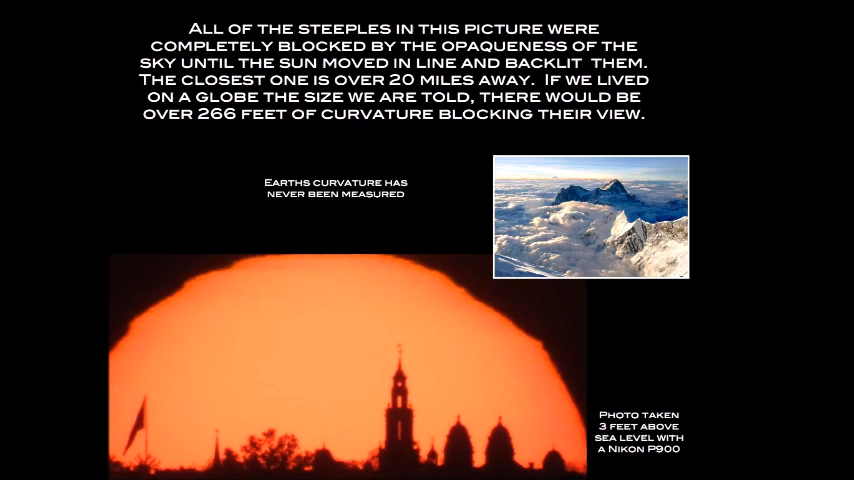 ALL OF THE STEEPLES IN THIS PICTURE WERE
COMPLETELY BLOCKED BY THE OPAQUENESS OF THE
SKY UNTIL THE SUN MOVED IN LINE AND BACKLIT THEM.
THE CLOSEST ONE IS OVER 20 MILES AWAY. IF WE LIVED
ON A GLOBE THE SIZE WE ARE TOLD, THERE WOULD BE
OVER 266 FEET OF CURVATURE BLOCKING THEIR VIEW.
EARTHS CURVATURE HAS
NEVER BEEN MEASURED
PHOTO TAKEN
3 FEET ABOVE
SEA LEVEL WITH
A NIKON P900